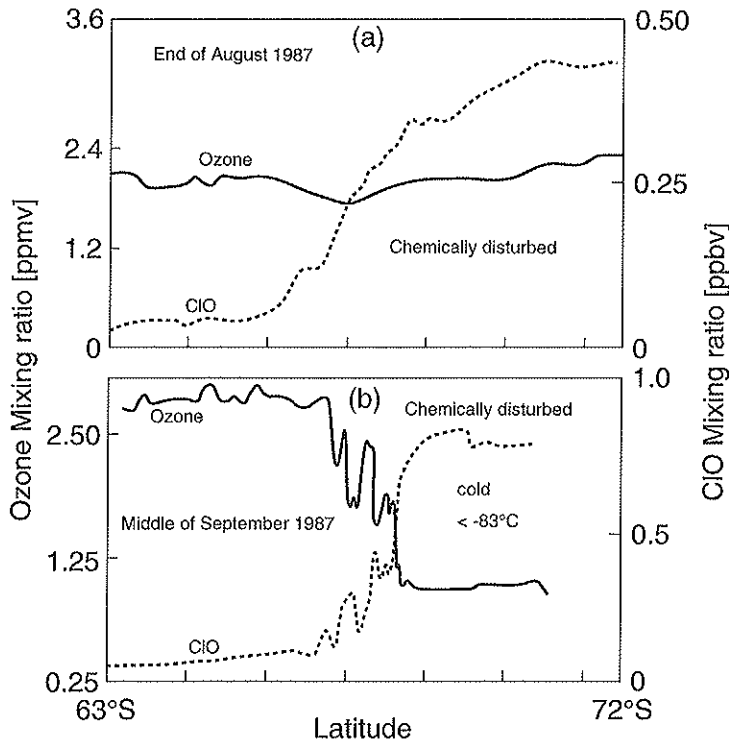 3.6
(a)
0.50
End of August 1987
2.4
Ozone
0.25
1.2
Chemically disturbed
ClO
0
0
Ozone Mixing ratio [ppmv]
ClO Mixing ratio [ppbv]
(b)
1.0
Ozone
Chemically disturbed
2.50
cold
Middle of September 1987
< -83°C
0.5
1.25
ClO
0.25
0
63°S
Latitude
72°S